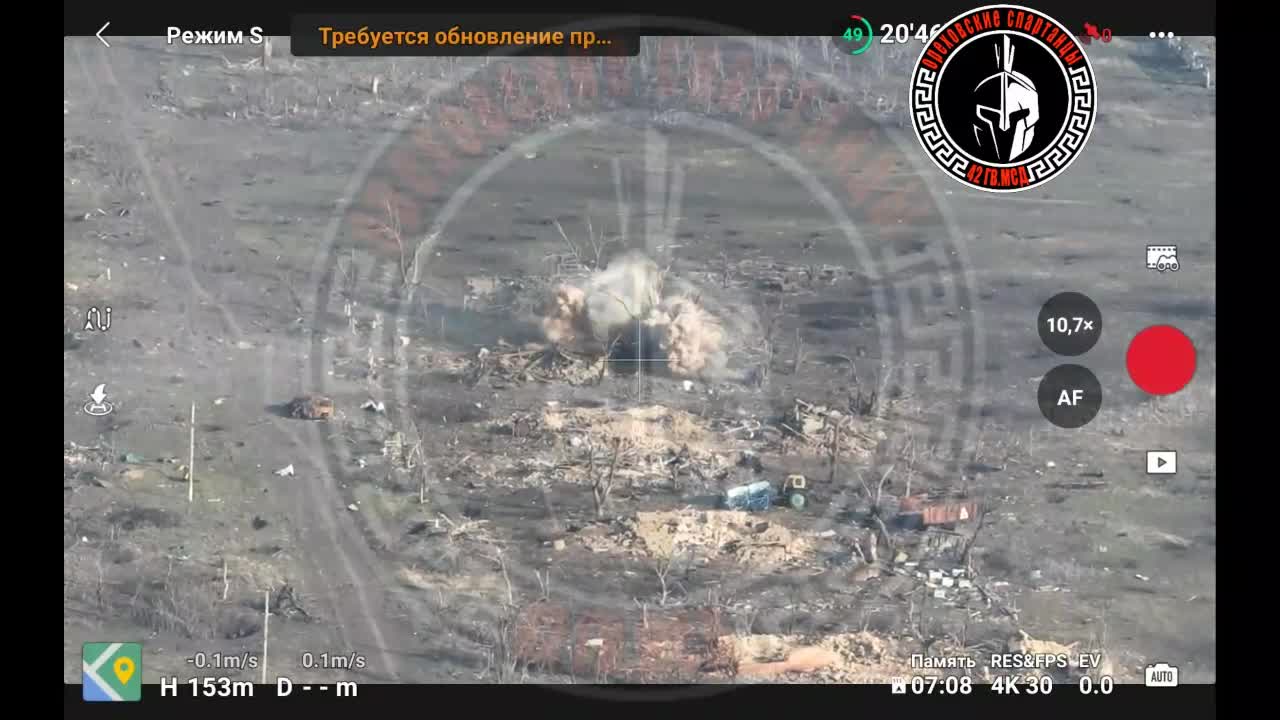 Режим S
Требуется обновление пр...
49
20'46
0
ОРЕХОВСКИЕ СПАРТАНЦЫ
42 ГВ.МСД
10,7×
AF
-0.1m/s 0.1m/s
H 153m D - - m
Память RES&FPS EV
07:08 4K 30 0.0
AUTO